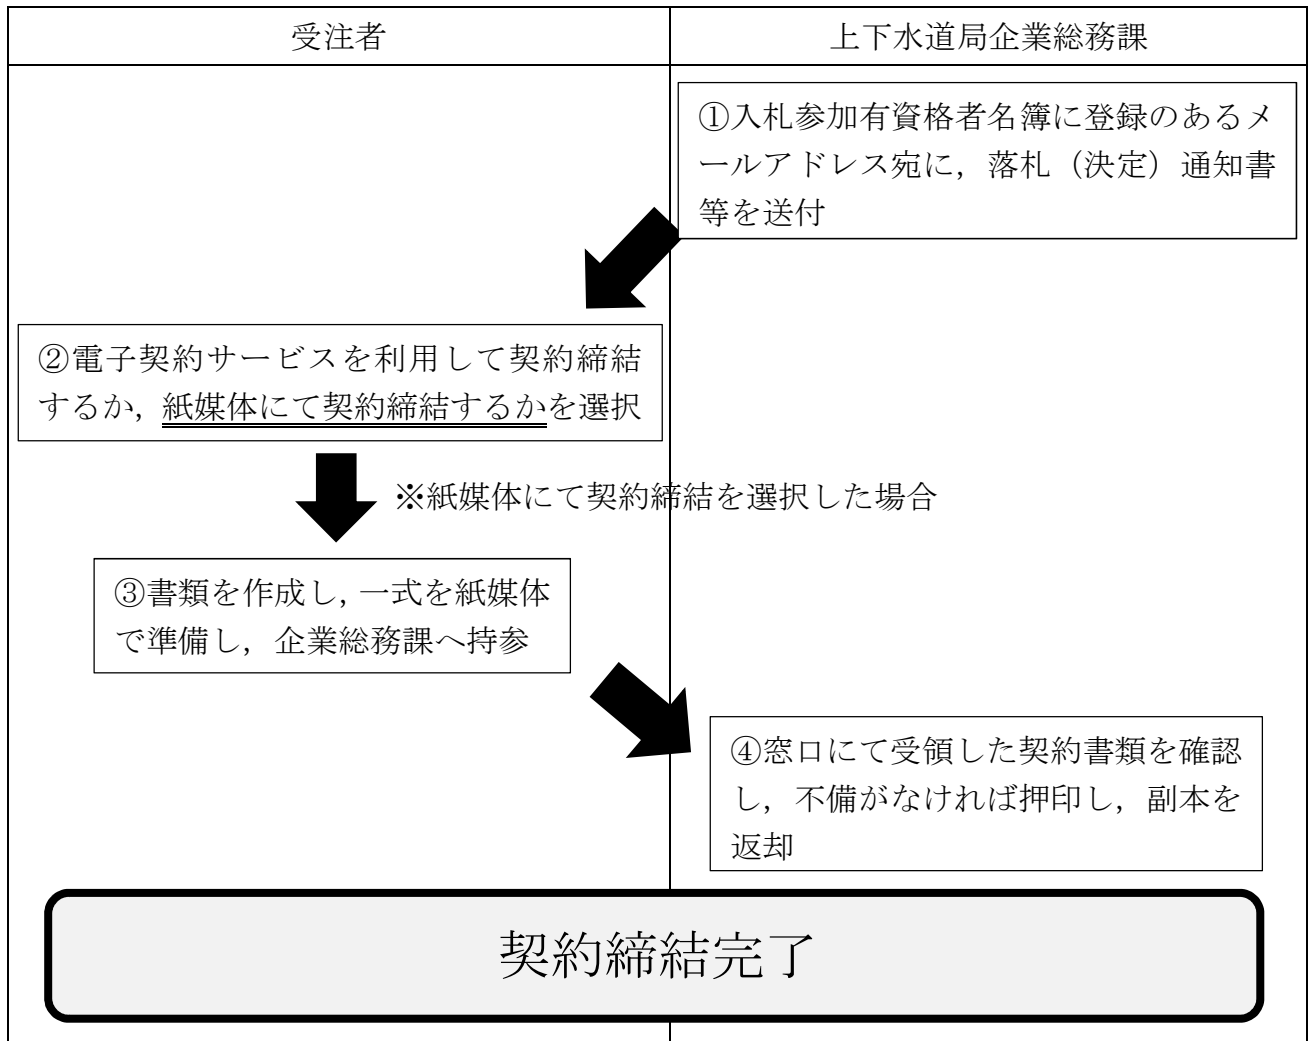 受注者
上下水道局企業総務課
①入札参加有資格者名簿に登録のあるメ
ールアドレス宛に，落札（決定）通知書
等を送付
②電子契約サービスを利用して契約締結
するか，紙媒体にて契約締結するかを選択
※紙媒体にて契約締結を選択した場合
③書類を作成し，一式を紙媒体
で準備し，企業総務課へ持参
④窓口にて受領した契約書類を確認
し，不備がなければ押印し，副本を
返却
契約締結完了